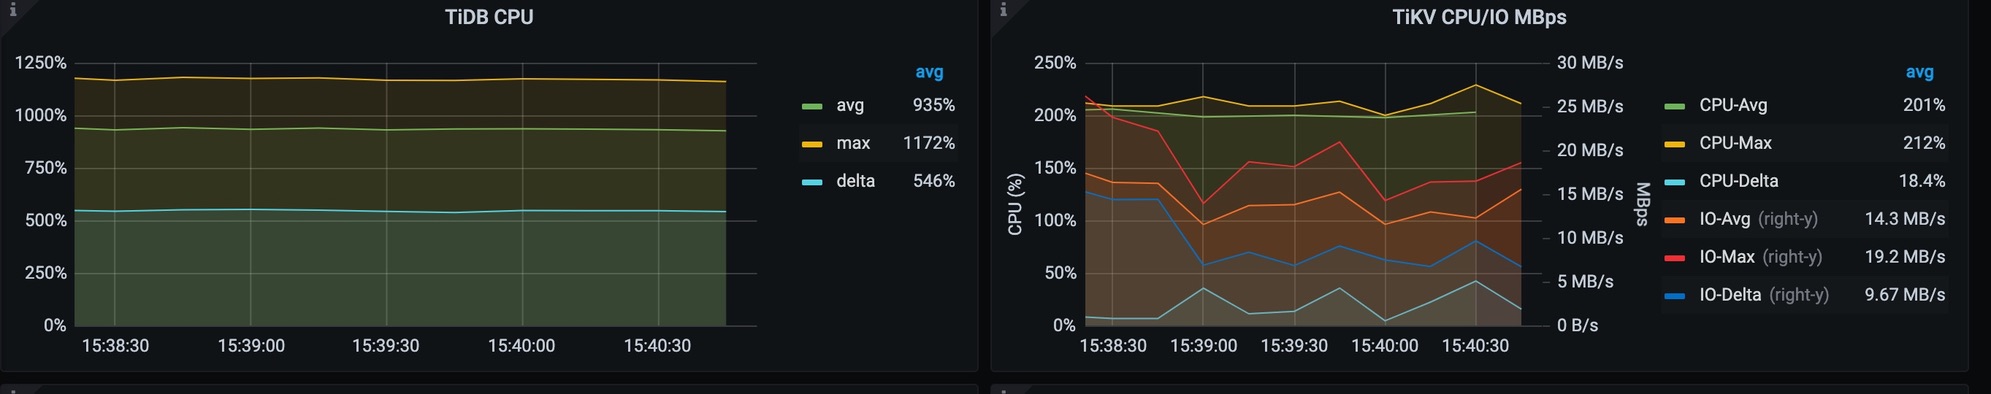 TiDB CPU
1250%
1000%
750%
500%
250%
0%
15:38:30 15:39:00 15:39:30 15:40:00 15:40:30
avg
avg 935%
max 1172%
delta 546%
TiKV CPU/IO MBps
CPU (%)
250%
200%
150%
100%
50%
0%
15:38:30 15:39:00 15:39:30 15:40:00 15:40:30
30 MB/s
25 MB/s
20 MB/s
15 MB/s
10 MB/s
5 MB/s
0 B/s
MBps
avg
CPU-Avg 201%
CPU-Max 212%
CPU-Delta 18.4%
IO-Avg (right-y) 14.3 MB/s
IO-Max (right-y) 19.2 MB/s
IO-Delta (right-y) 9.67 MB/s